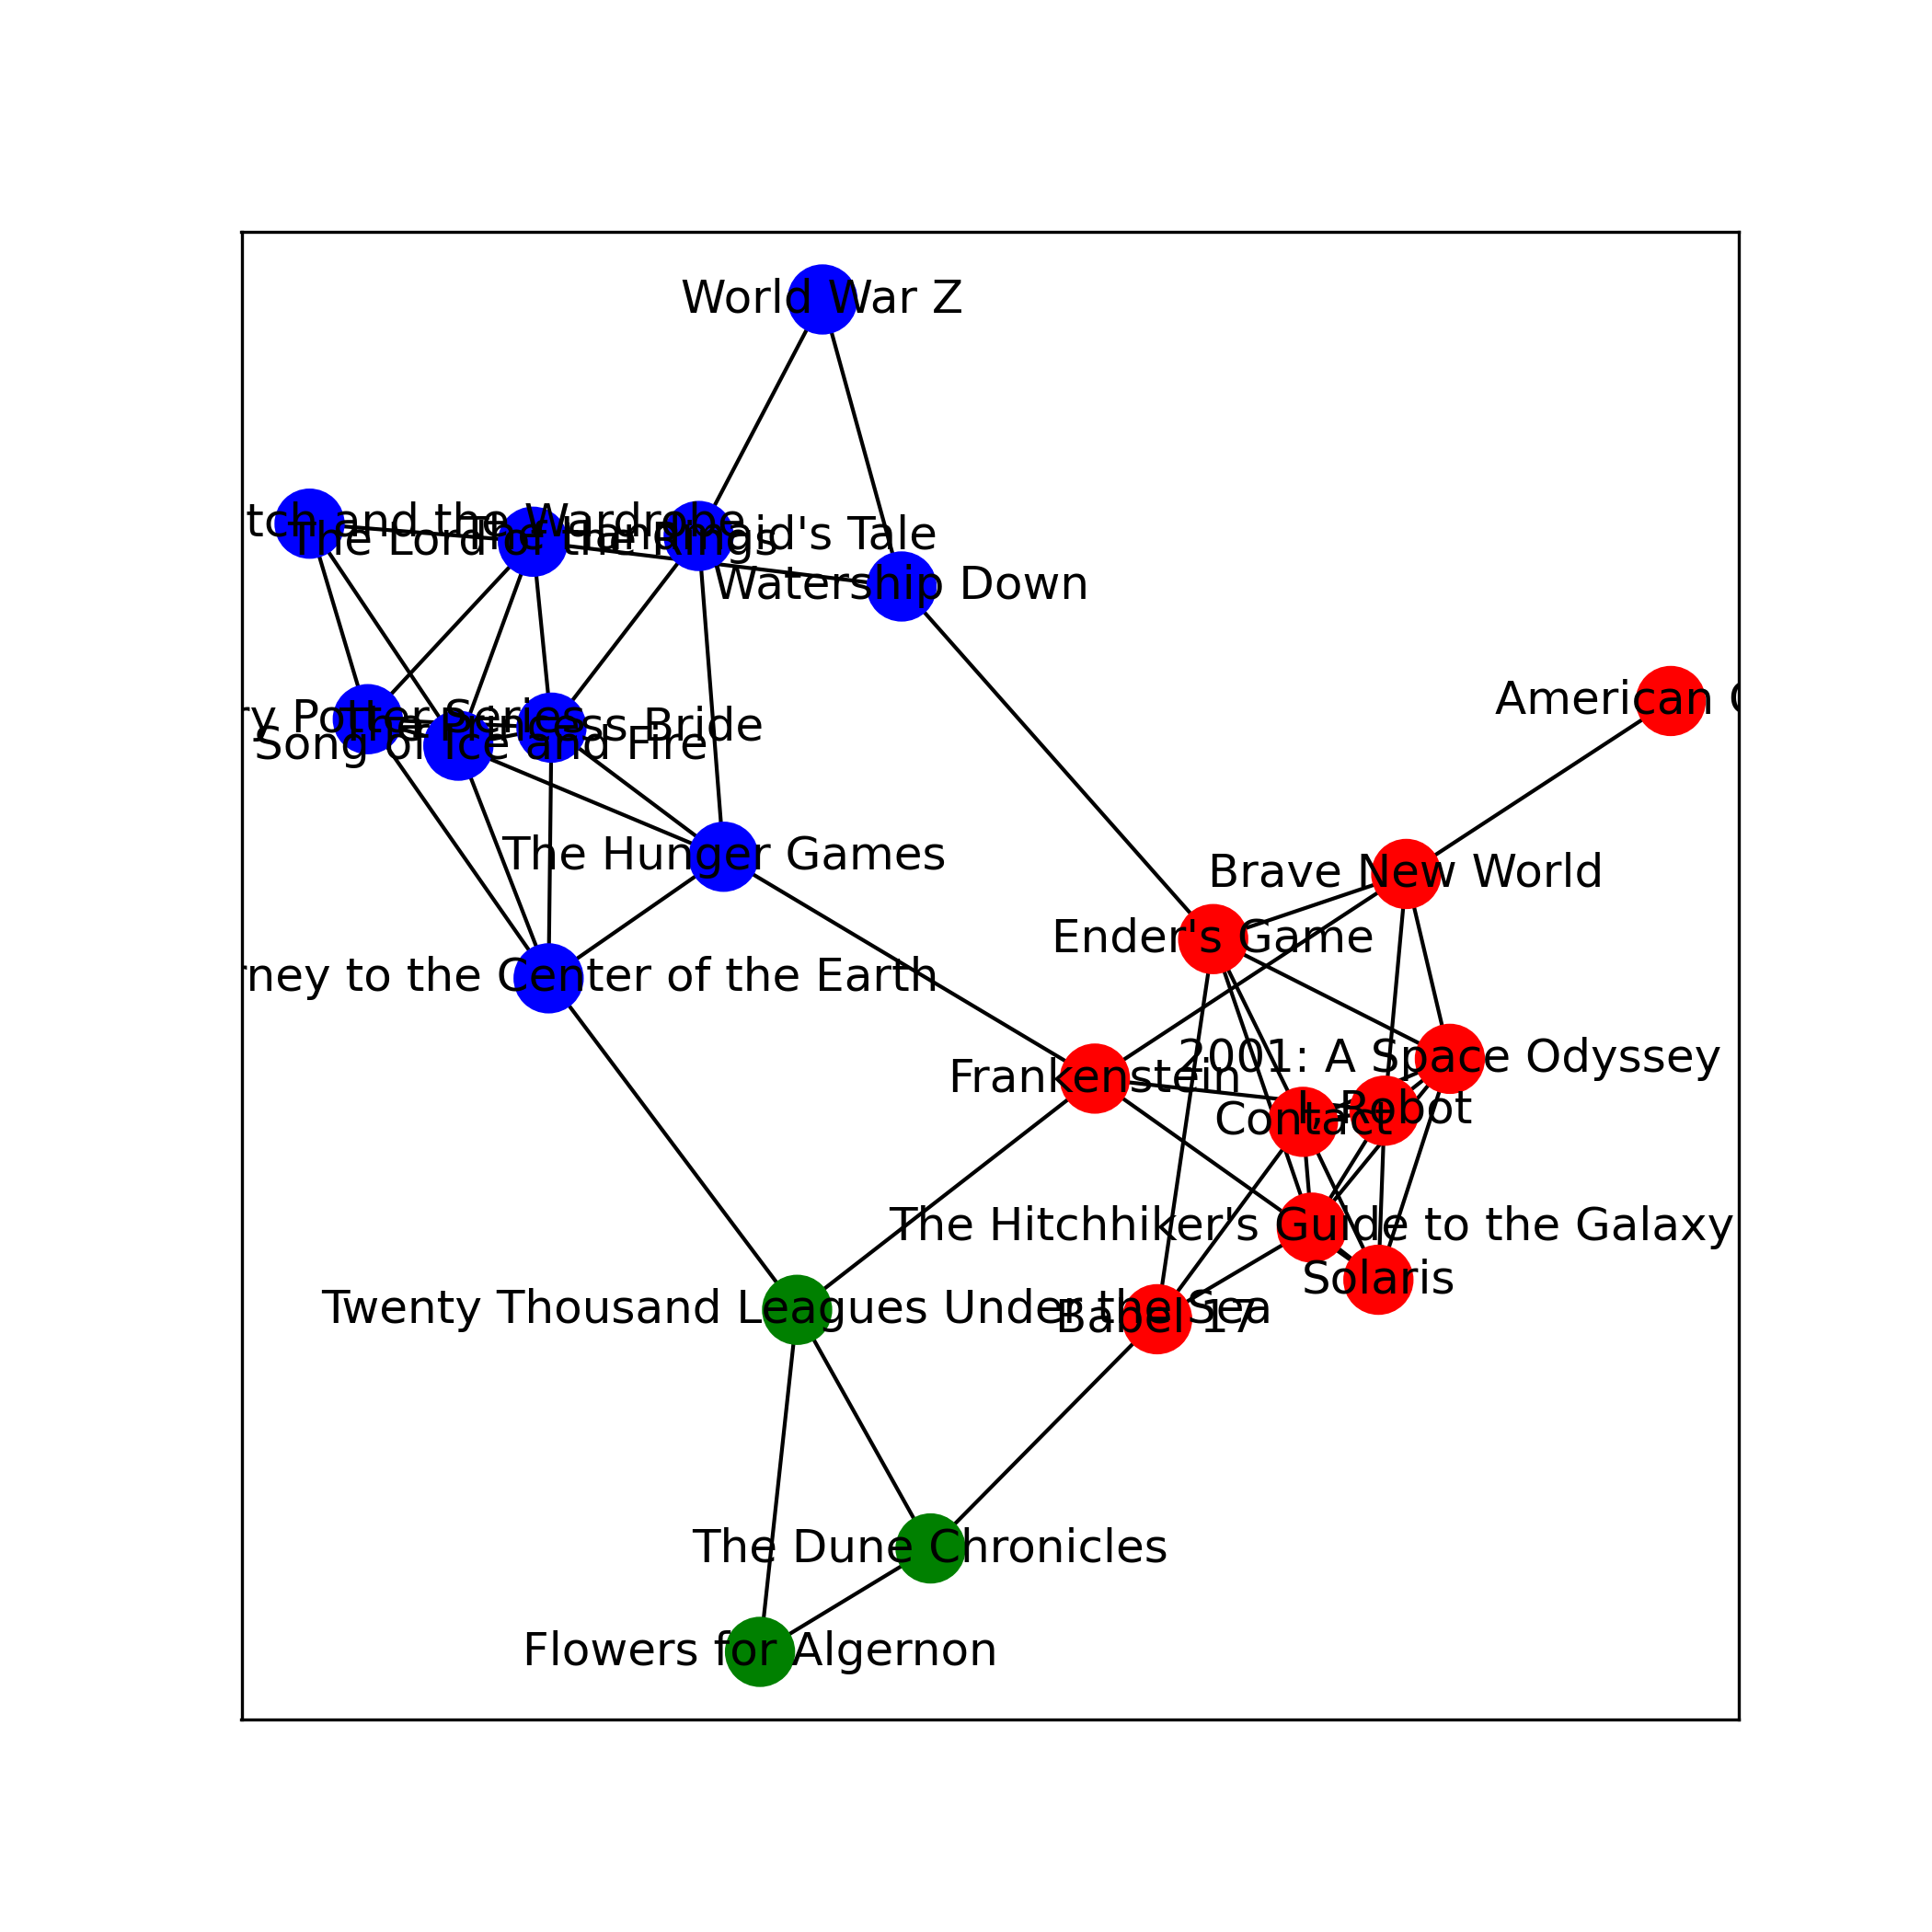 World War Z
tch and the Wardrobe
The Handmaid's Tale
The Lord of the Rings
Watership Down
American
ry Potter Series
The Princess Bride
Song of Ice and Fire
The Hunger Games
Brave New World
Ender's Game
rney to the Center of the Earth
2001: A Space Odyssey
Frankenstein
I, Robot
Contact
The Hitchhiker's Guide to the Galaxy
Solaris
Twenty Thousand Leagues Under the Sea
Babel 17
The Dune Chronicles
Flowers for Algernon